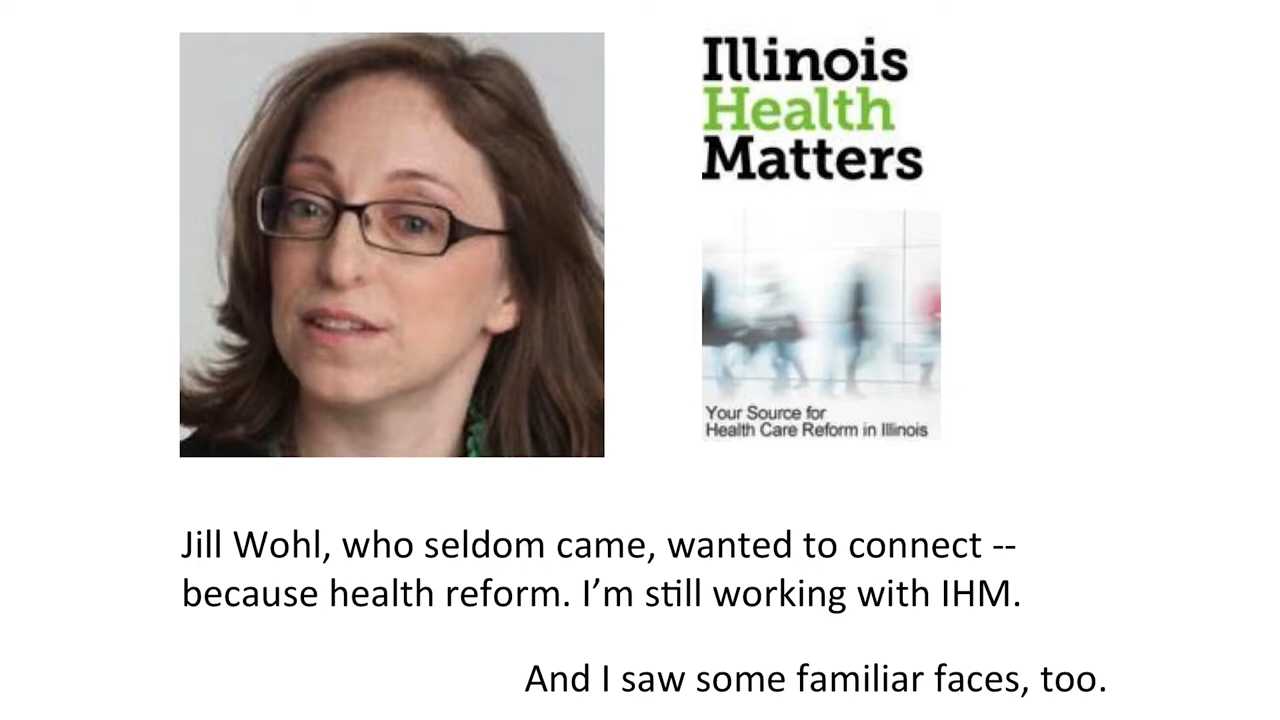 Illinois
Health
Matters
Your Source for
Health Care Reform in Illinois
Jill Wohl, who seldom came, wanted to connect --
because health reform. I’m still working with IHM.
And I saw some familiar faces, too.